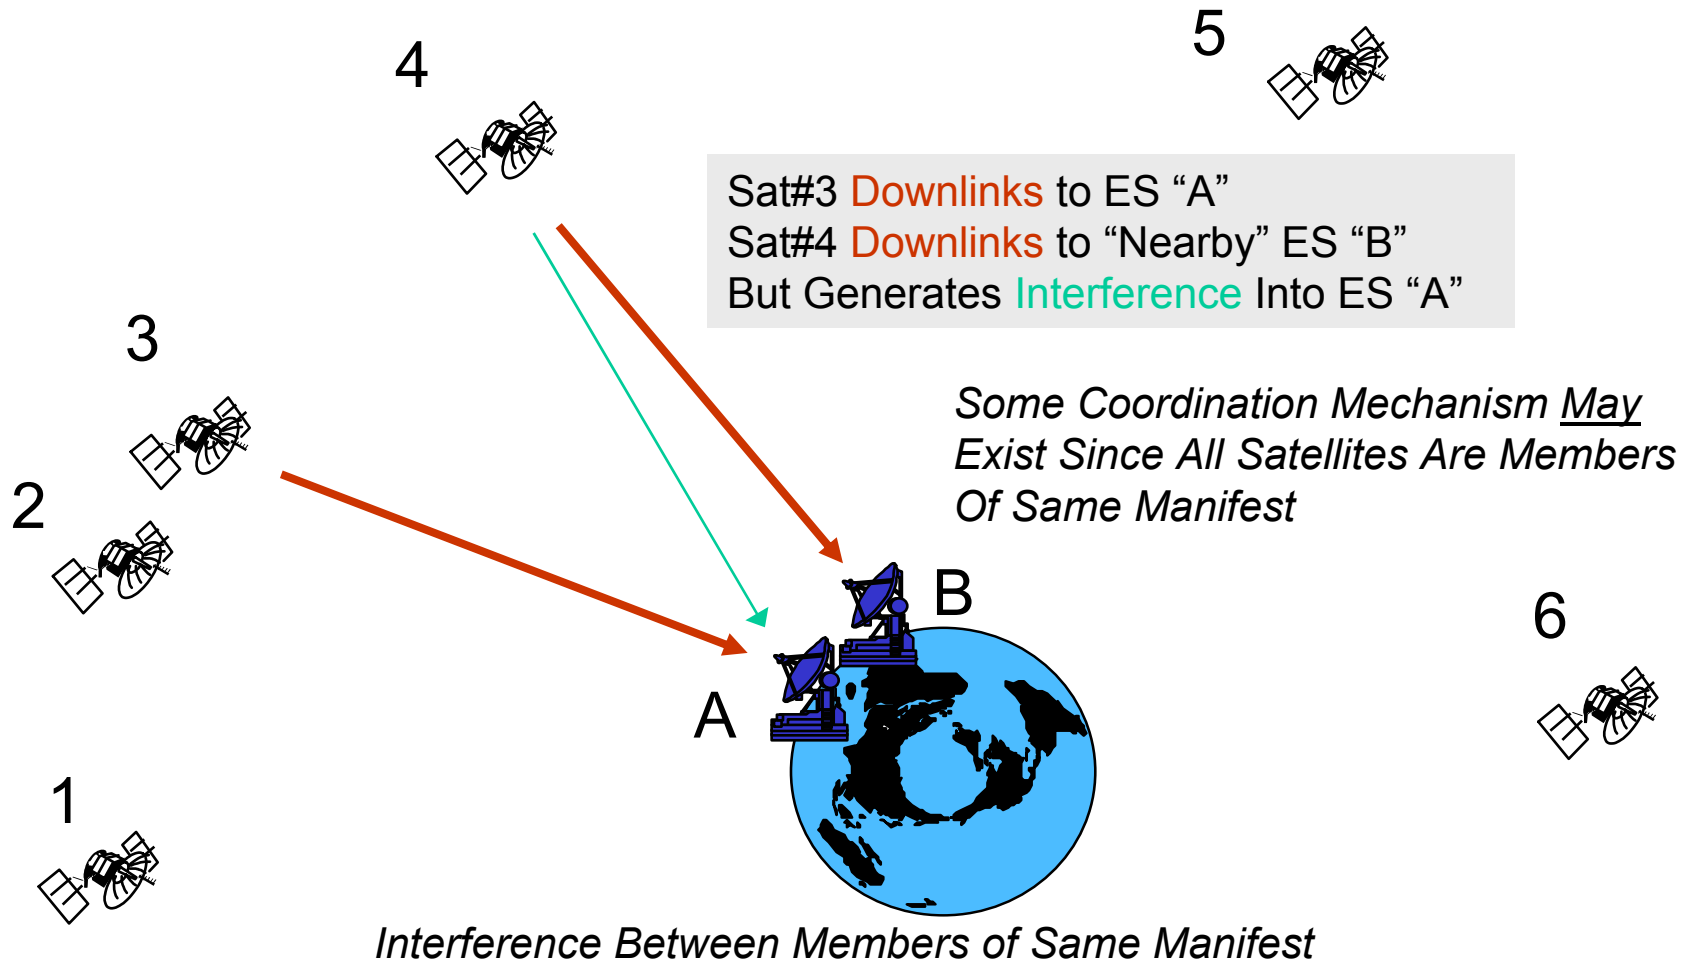 5
4
Sat#3 Downlinks to ES “A”
Sat#4 Downlinks to “Nearby” ES “B”
But Generates Interference Into ES “A”
3
Some Coordination Mechanism May
Exist Since All Satellites Are Members
Of Same Manifest
2
B
6
A
1
Interference Between Members of Same Manifest